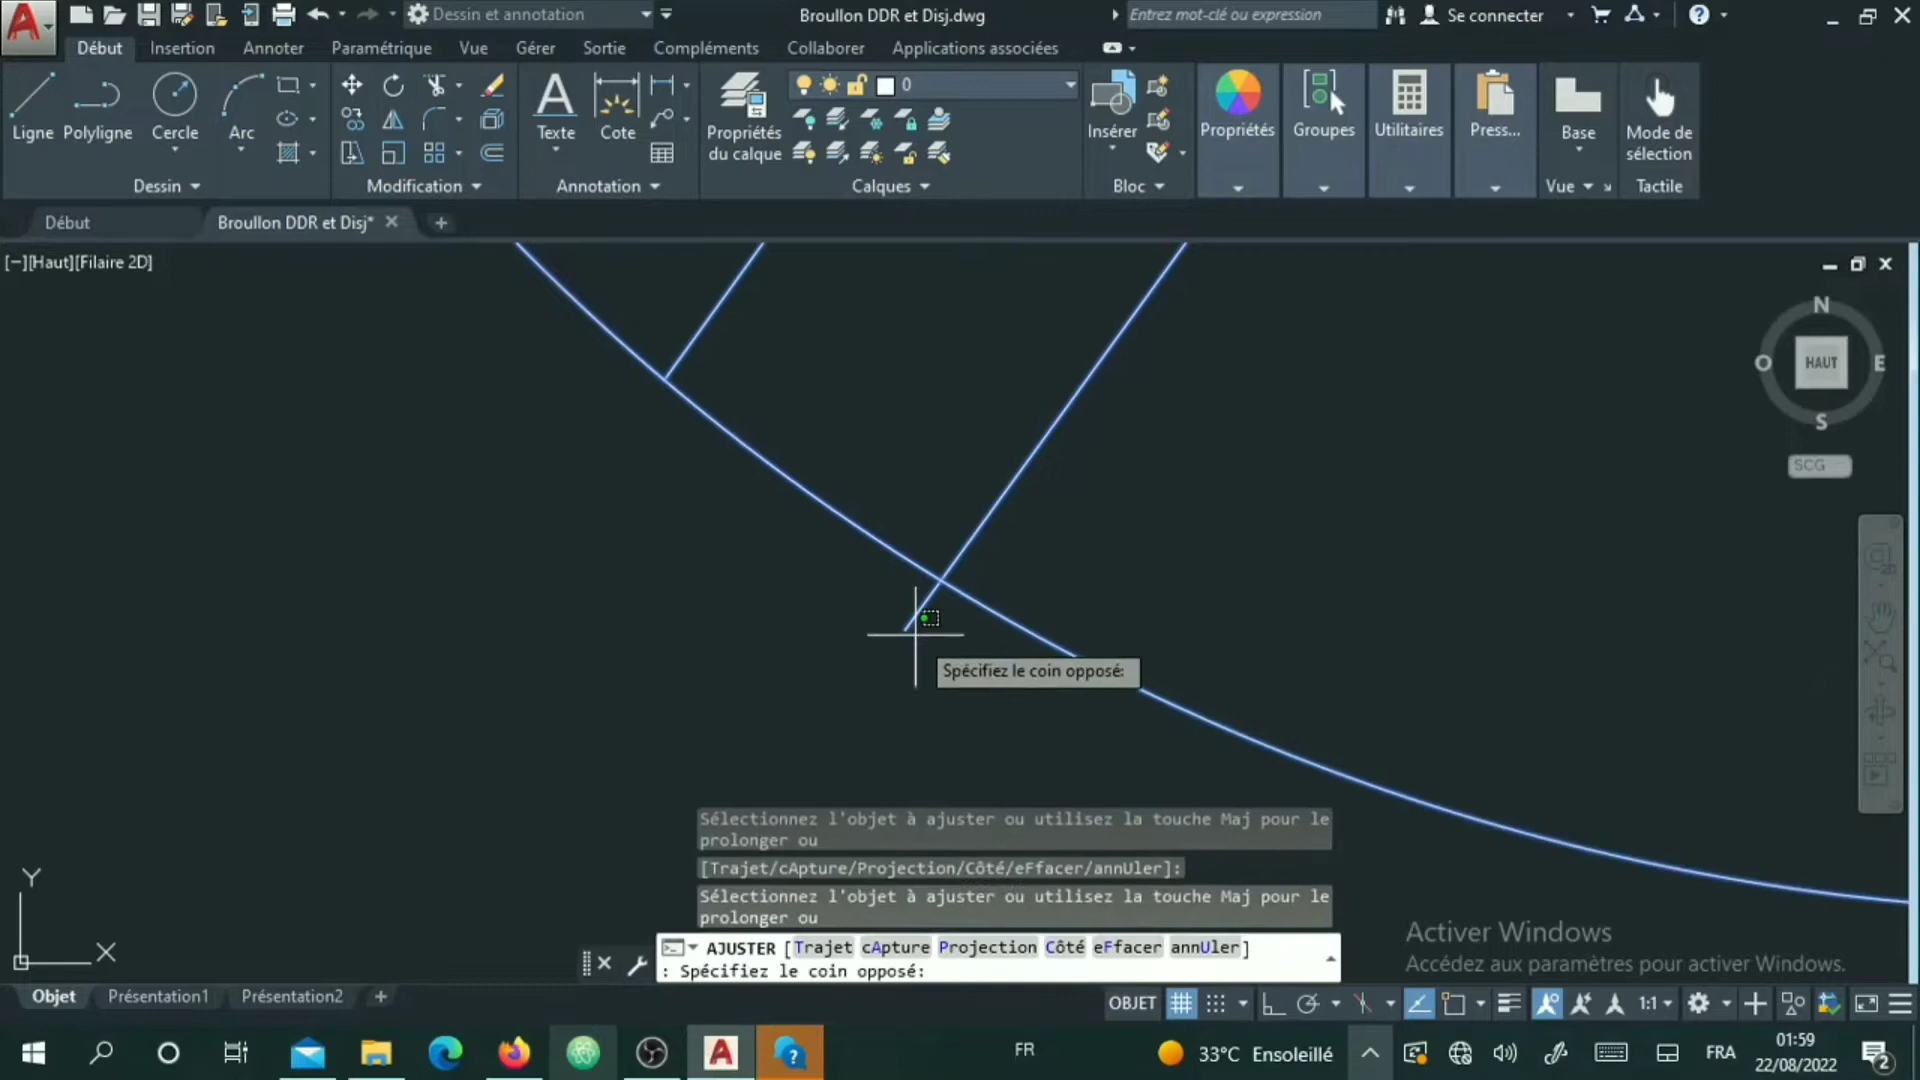 Dessin et annotation
Broullon DDR et Disj.dwg
Entrez mot-clé ou expression
Se connecter
Début Insertion Annoter Paramétrique Vue Gérer Sortie Compléments Collaborer Applications associées
Ligne Polyligne Cercle Arc
Texte Cote
Propriétés du calque
0
Insérer
Propriétés Groupes Utilitaires Press... Base
Mode de sélection
Dessin Modification Annotation Calques Bloc Vue Tactile
Début Broullon DDR et Disj*
[−][Haut][Filaire 2D]
N
O HAUT E
S
SCG
Spécifiez le coin opposé:
Sélectionnez l'objet à ajuster ou utilisez la touche Maj pour le
prolonger ou
[Trajet/cApture/Projection/Côté/eFfacer/annUler]:
Sélectionnez l'objet à ajuster ou utilisez la touche Maj pour le
prolonger ou
AJUSTER [Trajet cApture Projection Côté eFfacer annUler]
: Spécifiez le coin opposé:
Y
X
Activer Windows
Accédez aux paramètres pour activer Windows.
Objet Présentation1 Présentation2
OBJET 1:1
FR
33°C Ensoleillé
FRA
01:59
22/08/2022
2